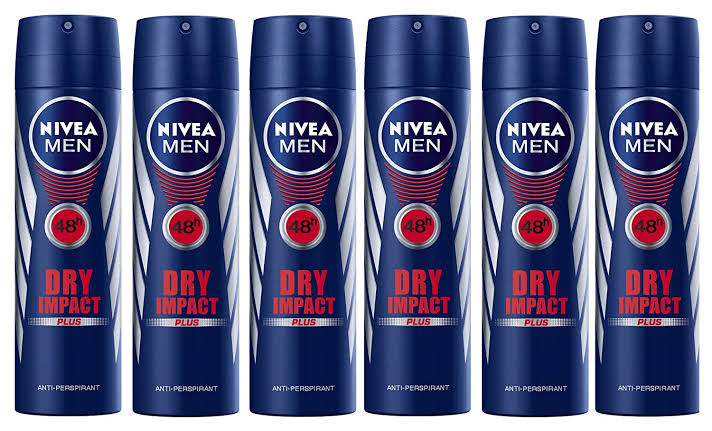 NIVEA NIVEA NIVEA NIVEA NIVEA NIVEA
MEN MEN MEN MEN MEN MEN
48h 48h 48h 48h 48h 48h
DRY DRY DRY DRY DRY DRY
IMPACT IMPACT IMPACT IMPACT IMPACT IMPACT
PLUS PLUS PLUS PLUS PLUS PLUS
ANTI-PERSPIRANT ANTI-PERSPIRANT ANTI-PERSPIRANT ANTI-PERSPIRANT ANTI-PERSPIRANT ANTI-PERSPIRANT